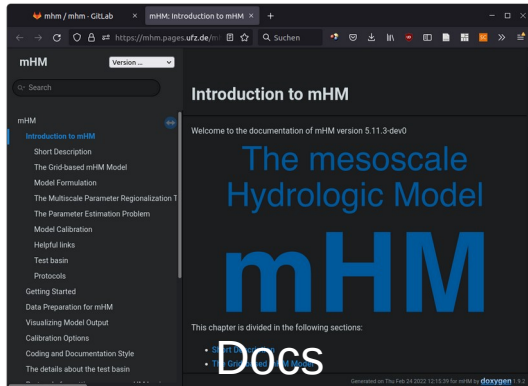 mhm / mhm · GitLab
mHM: Introduction to mHM
https://mhm.pages.ufz.de/mh
Suchen
mHM
Version ...
Search
mHM
Introduction to mHM
Short Description
The Grid-based mHM Model
Model Formulation
The Multiscale Parameter Regionalization T
The Parameter Estimation Problem
Model Calibration
Helpful links
Test basin
Protocols
Getting Started
Data Preparation for mHM
Visualizing Model Output
Calibration Options
Coding and Documentation Style
The details about the test basin
Introduction to mHM
Welcome to the documentation of mHM version 5.11.3-dev0
The mesoscale
Hydrologic Model
mHM
This chapter is divided in the following sections:
Short Description
The Grid-based mHM Model
Docs
Generated on Thu Feb 24 2022 12:15:39 for mHM by doxygen 1.9.2